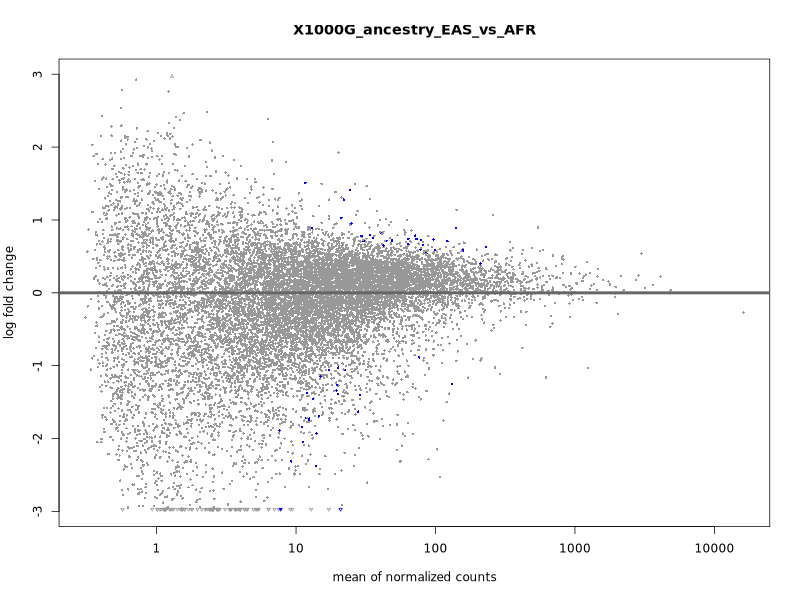 X1000G_ancestry_EAS_vs_AFR
3
2
1
0
-1
-2
-3
log fold change
1 10 100 1000 10000
mean of normalized counts